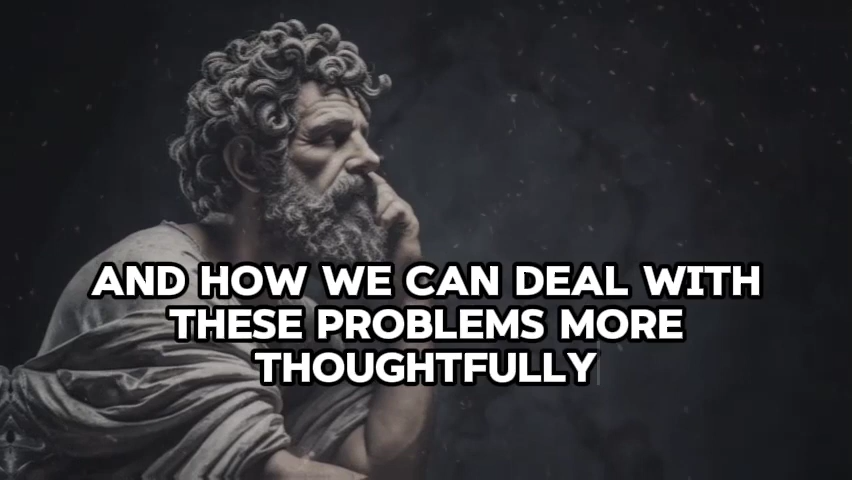 AND HOW WE CAN DEAL WITH
THESE PROBLEMS MORE
THOUGHTFULLY